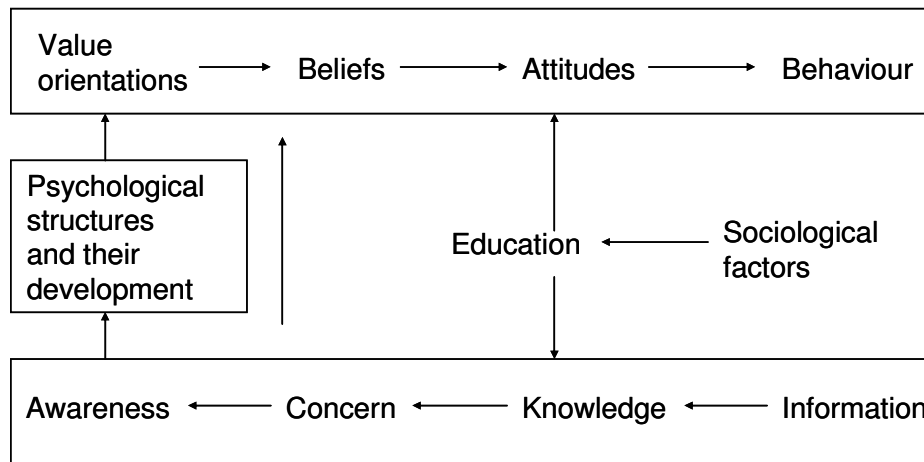 Value
orientations
Beliefs
Attitudes
Behaviour
Psychological
structures
and their
development
Education
Sociological
factors
Awareness
Concern
Knowledge
Information